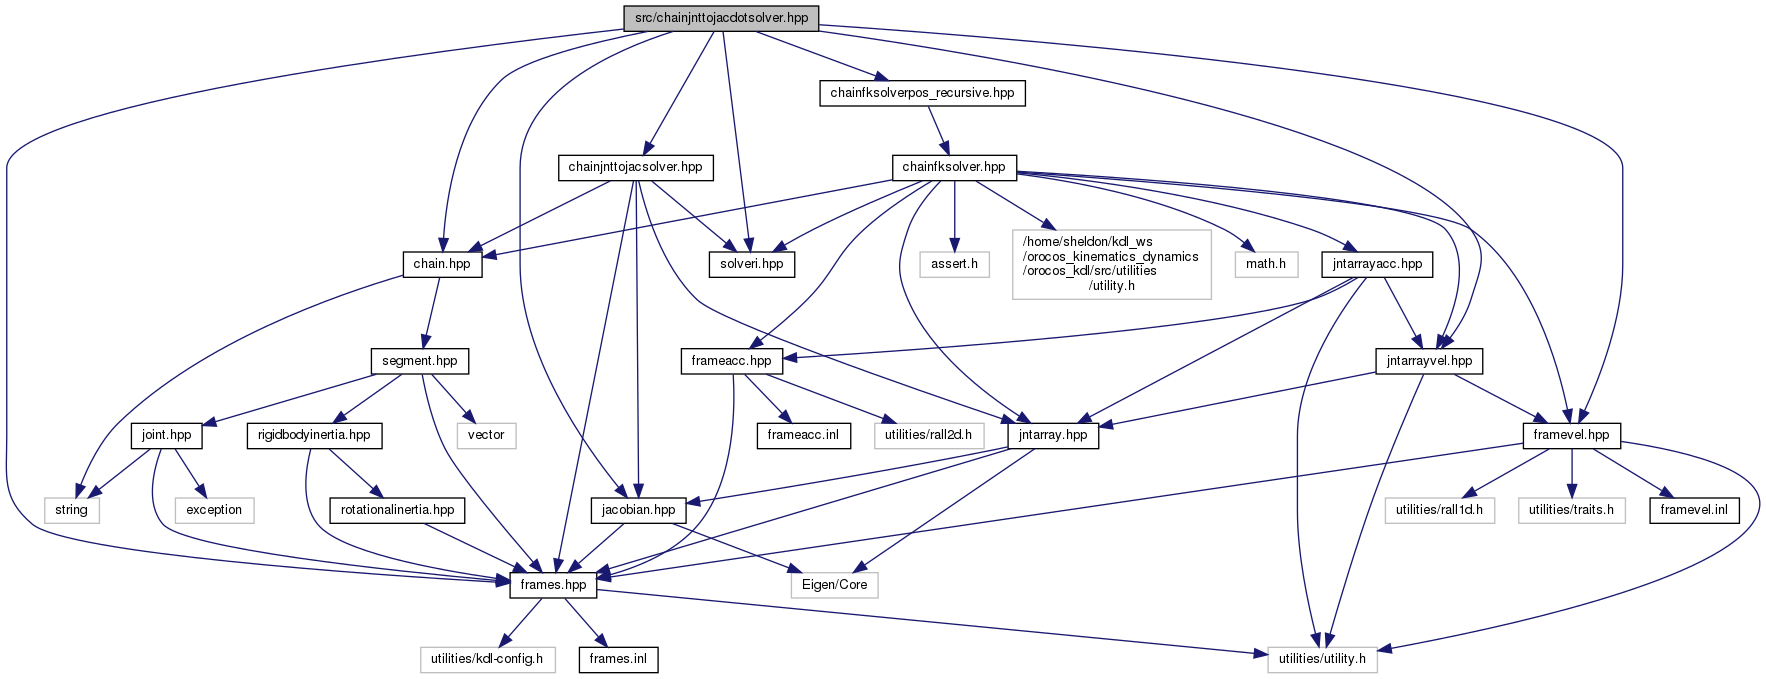 src/chainjnttojacdotsolver.hpp
chainfksolverpos_recursive.hpp
chainjnttojacsolver.hpp
chainfksolver.hpp
chain.hpp
solveri.hpp
assert.h
/home/sheldon/kdl_ws
/orocos_kinematics_dynamics
/orocos_kdl/src/utilities
/utility.h
math.h
jntarrayacc.hpp
segment.hpp
frameacc.hpp
jntarrayvel.hpp
joint.hpp
rigidbodyinertia.hpp
vector
frameacc.inl
utilities/rall2d.h
jntarray.hpp
framevel.hpp
string
exception
rotationalinertia.hpp
jacobian.hpp
utilities/rall1d.h
utilities/traits.h
framevel.inl
frames.hpp
Eigen/Core
utilities/kdl-config.h
frames.inl
utilities/utility.h